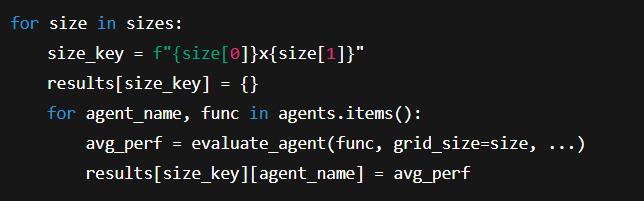 for size in sizes:
    size_key = f"{size[0]}x{size[1]}"
    results[size_key] = {}
    for agent_name, func in agents.items():
        avg_perf = evaluate_agent(func, grid_size=size, ...)
        results[size_key][agent_name] = avg_perf